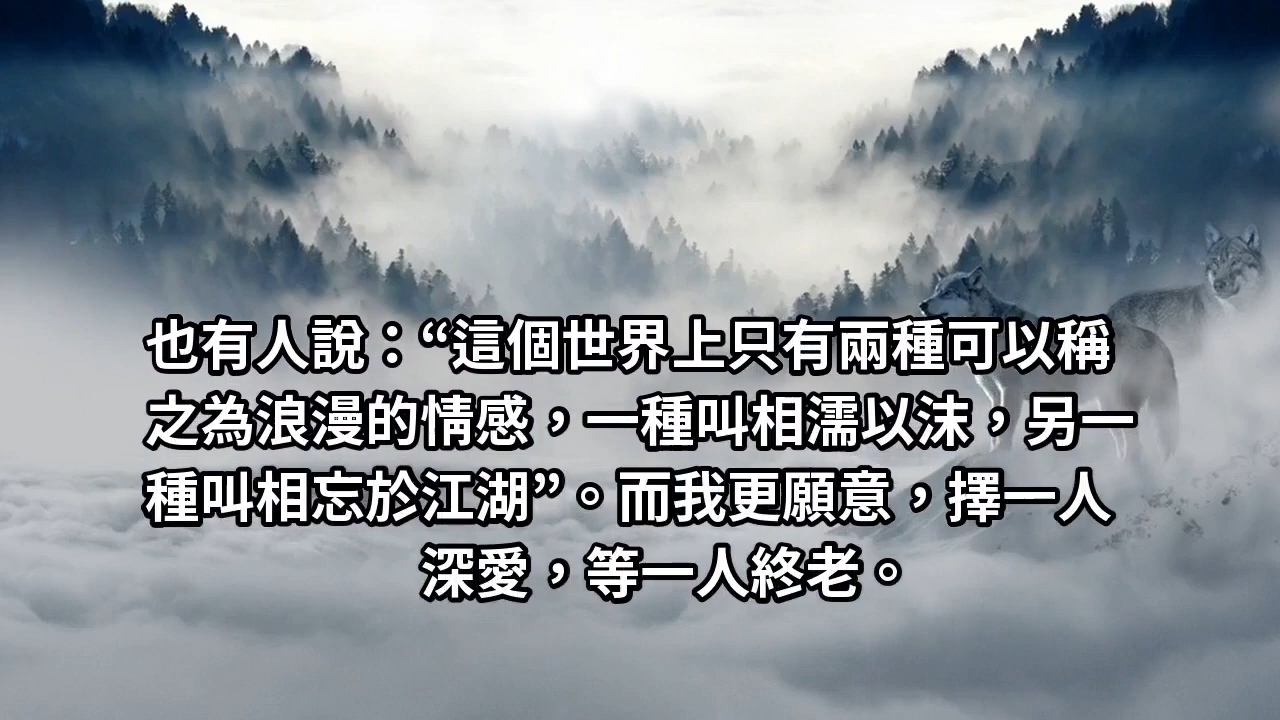 也有人說：“這個世界上只有兩種可以稱
之為浪漫的情感，一種叫相濡以沫，另一
種叫相忘於江湖”。而我更願意，擇一人
深愛，等一人終老。